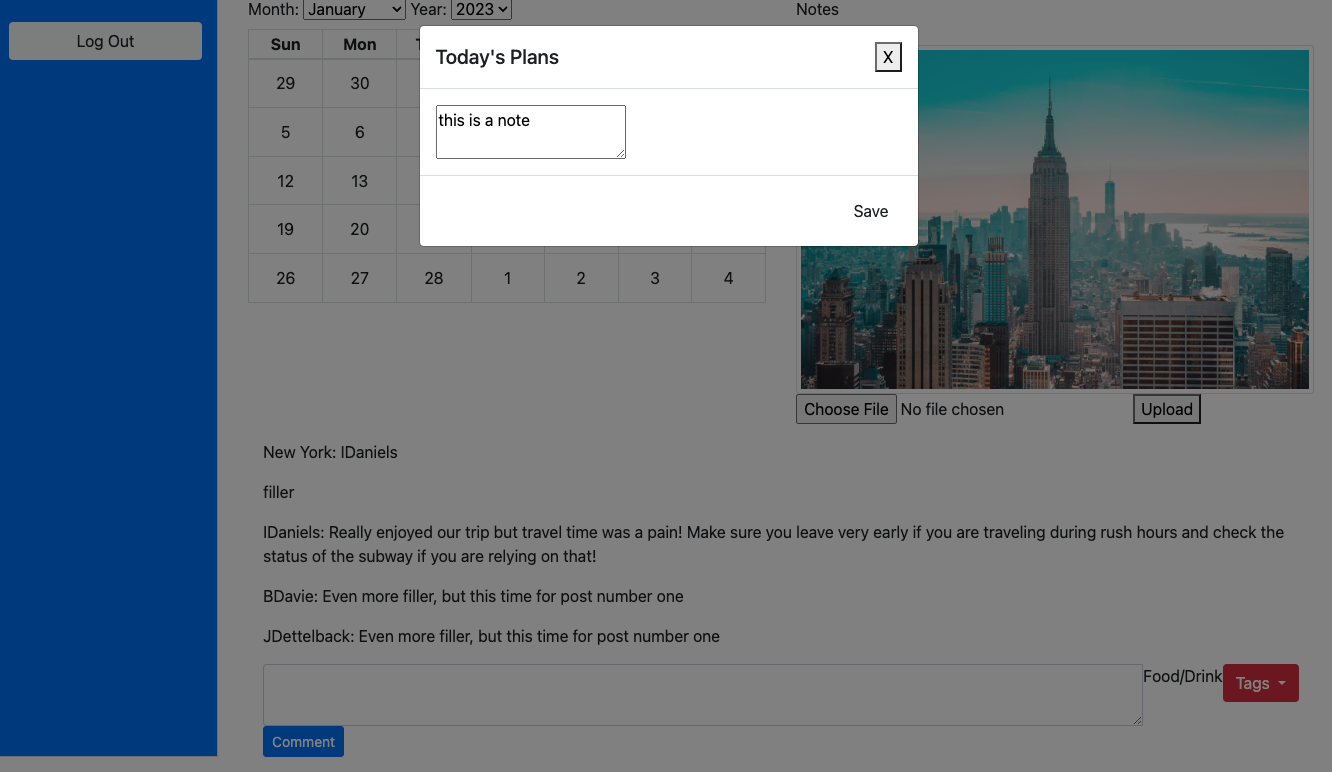 Log Out
Month: January Year: 2023
Sun Mon
29 30
5 6
12 13
19 20
26 27 28 1 2 3 4
Today's Plans X
this is a note
Save
Notes
Choose File No file chosen Upload
New York: IDaniels
filler
IDaniels: Really enjoyed our trip but travel time was a pain! Make sure you leave very early if you are traveling during rush hours and check the
status of the subway if you are relying on that!
BDavie: Even more filler, but this time for post number one
JDettelback: Even more filler, but this time for post number one
Food/Drink Tags
Comment